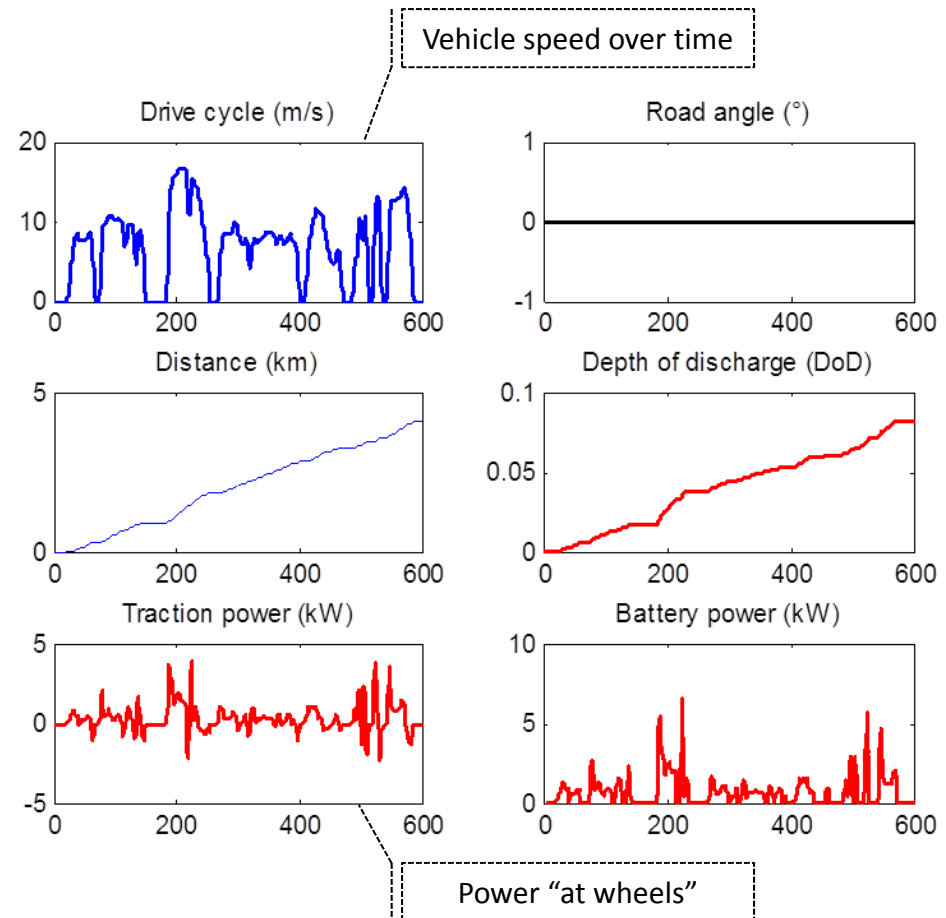 Vehicle speed over time
Drive cycle (m/s)
20
10
0
0 200 400 600
Road angle (°)
1
0
-1
0 200 400 600
Distance (km)
5
0
0 200 400 600
Depth of discharge (DoD)
0.1
0.05
0
0 200 400 600
Traction power (kW)
5
0
-5
0 200 400 600
Battery power (kW)
10
5
0
0 200 400 600
Power “at wheels”